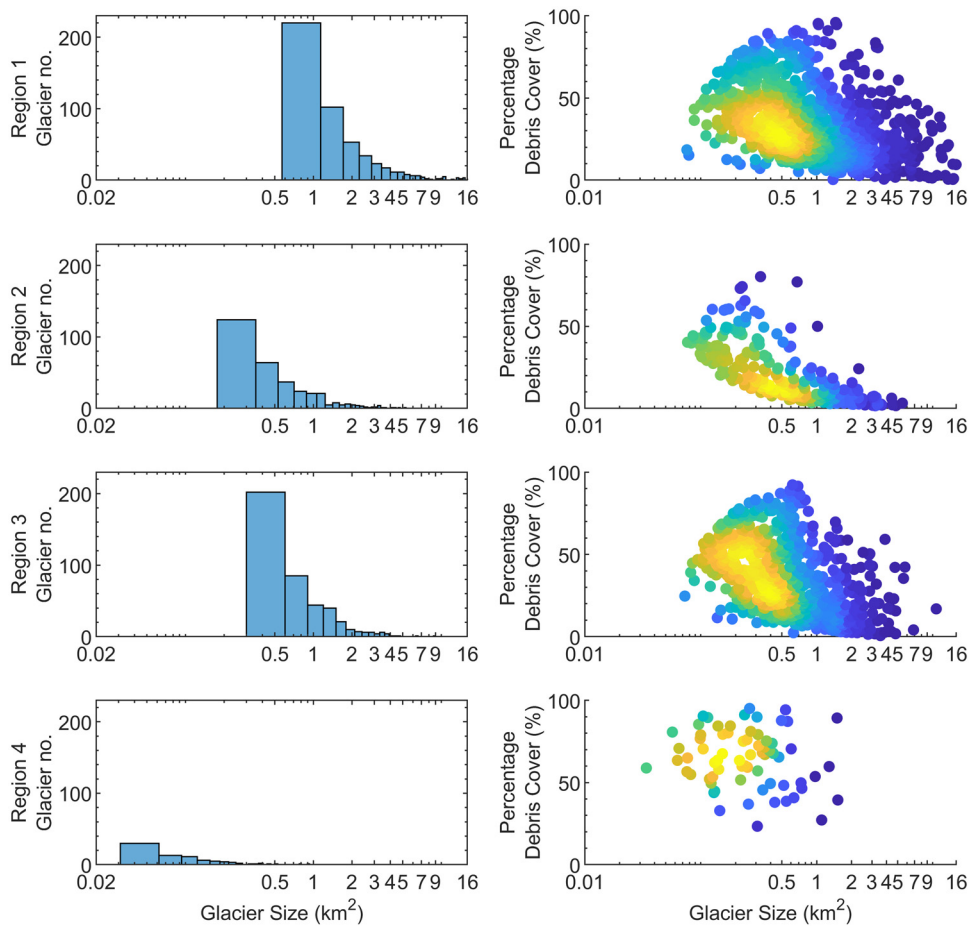 Region 1
Glacier no.
200
100
0
0.02 0.5 1 2 3 4 5 7 9 16
Percentage
Debris Cover (%)
100
50
0
0.01 0.5 1 2 3 4 5 7 9 16
Region 2
Glacier no.
200
100
0
0.02 0.5 1 2 3 4 5 7 9 16
Percentage
Debris Cover (%)
100
50
0
0.01 0.5 1 2 3 4 5 7 9 16
Region 3
Glacier no.
200
100
0
0.02 0.5 1 2 3 4 5 7 9 16
Percentage
Debris Cover (%)
100
50
0
0.01 0.5 1 2 3 4 5 7 9 16
Region 4
Glacier no.
200
100
0
0.02 0.5 1 2 3 4 5 7 9 16
Glacier Size (km²)
Percentage
Debris Cover (%)
100
50
0
0.01 0.5 1 2 3 4 5 7 9 16
Glacier Size (km²)